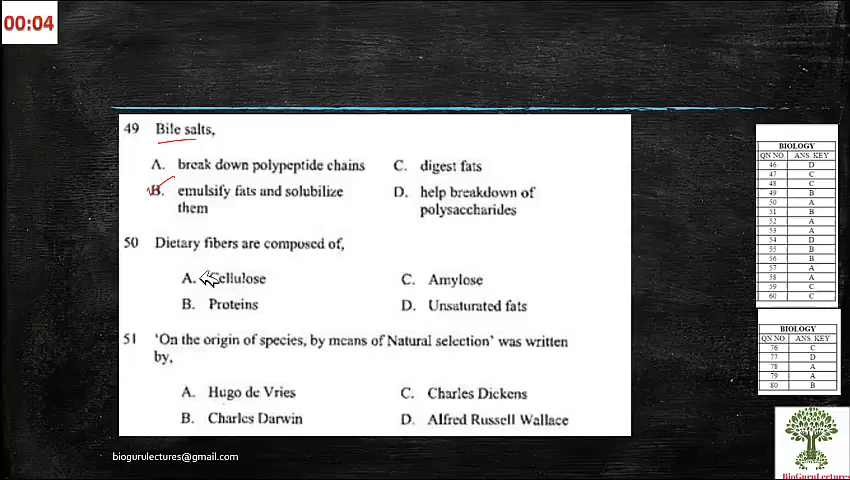 00:04
49 Bile salts,
A. break down polypeptide chains C. digest fats
B. emulsify fats and solubilize them D. help breakdown of polysaccharides
50 Dietary fibers are composed of,
A. Cellulose C. Amylose
B. Proteins D. Unsaturated fats
51 'On the origin of species, by means of Natural selection' was written
by,
A. Hugo de Vries C. Charles Dickens
B. Charles Darwin D. Alfred Russell Wallace
BIOLOGY
QN NO. ANS. KEY
46 D
47 C
48 C
49 B
50 A
51 B
52 A
53 A
54 D
55 B
56 B
57 A
58 A
59 C
60 C
BIOLOGY
QN NO. ANS. KEY
76 C
77 D
78 A
79 A
80 B
biogurulectures@gmail.com
BioGuruLectures